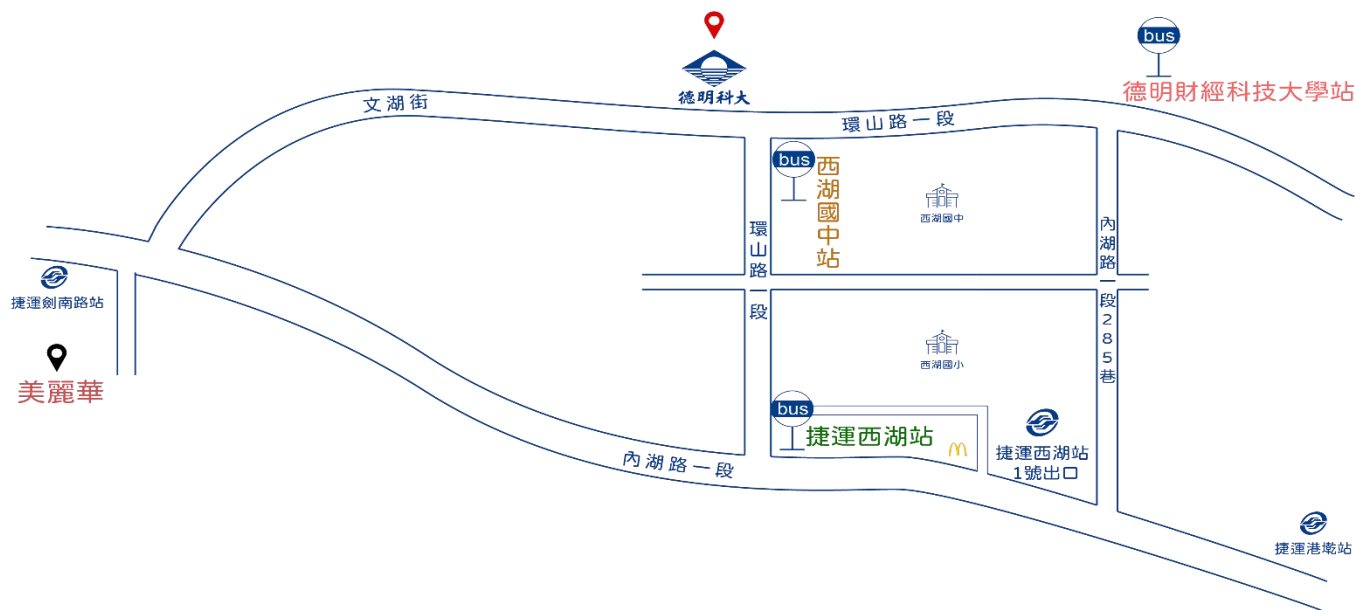 bus
德明科大
德明財經科技大學站
文湖街
環山路一段
bus
西湖國中站
西湖國中
環山路一段
內湖路一段285巷
捷運劍南路站
美麗華
西湖國小
bus
捷運西湖站
捷運西湖站
1號出口
內湖路一段
捷運港墘站